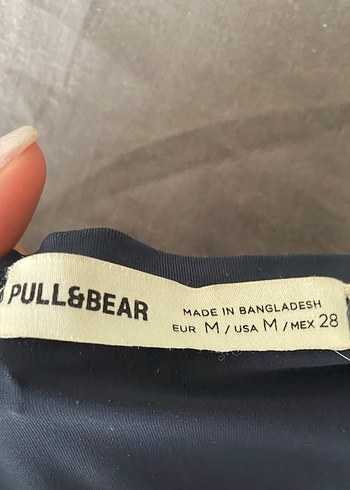 PULL&BEAR
MADE IN BANGLADESH
EUR M / USA M / MEX 28